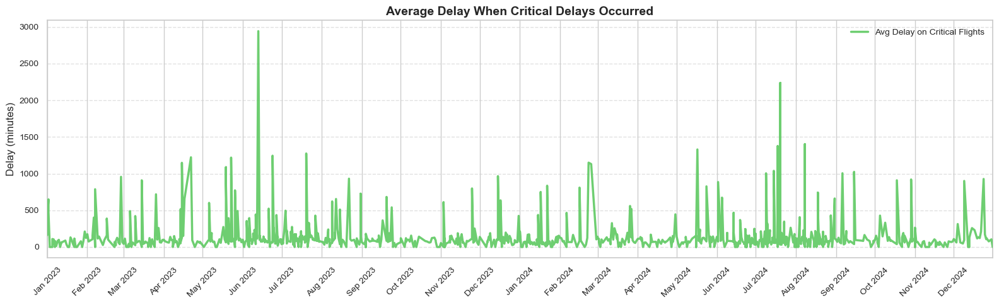 Average Delay When Critical Delays Occurred
Avg Delay on Critical Flights
Delay (minutes)
3000
2500
2000
1500
1000
500
0
Jan 2023
Feb 2023
Mar 2023
Apr 2023
May 2023
Jun 2023
Jul 2023
Aug 2023
Sep 2023
Oct 2023
Nov 2023
Dec 2023
Jan 2024
Feb 2024
Mar 2024
Apr 2024
May 2024
Jun 2024
Jul 2024
Aug 2024
Sep 2024
Oct 2024
Nov 2024
Dec 2024